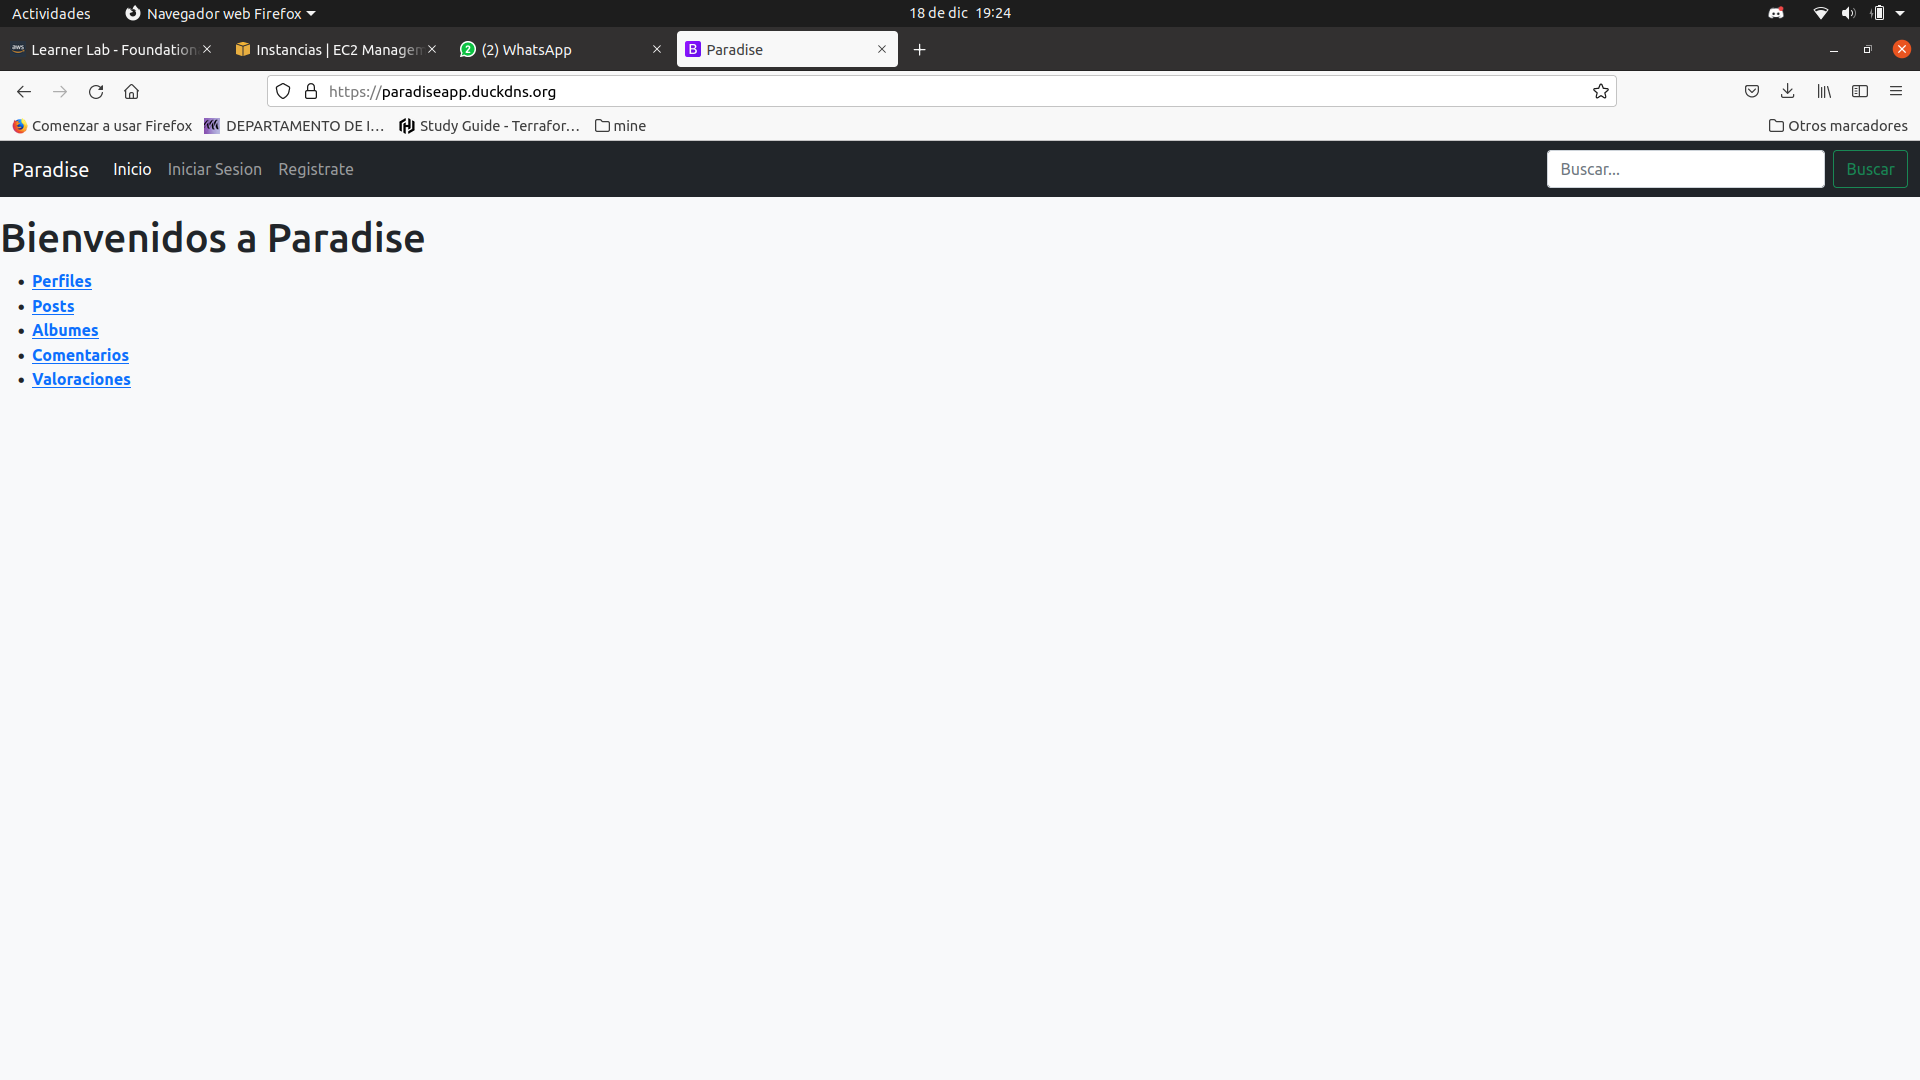 Actividades Navegador web Firefox 18 de dic 19:24
Learner Lab - Foundation Instancias | EC2 Managem 2 (2) WhatsApp B Paradise
https://paradiseapp.duckdns.org
Comenzar a usar Firefox DEPARTAMENTO DE I... Study Guide - Terrafor... mine Otros marcadores
Paradise Inicio Iniciar Sesion Registrate Buscar... Buscar
Bienvenidos a Paradise
• Perfiles
• Posts
• Albumes
• Comentarios
• Valoraciones